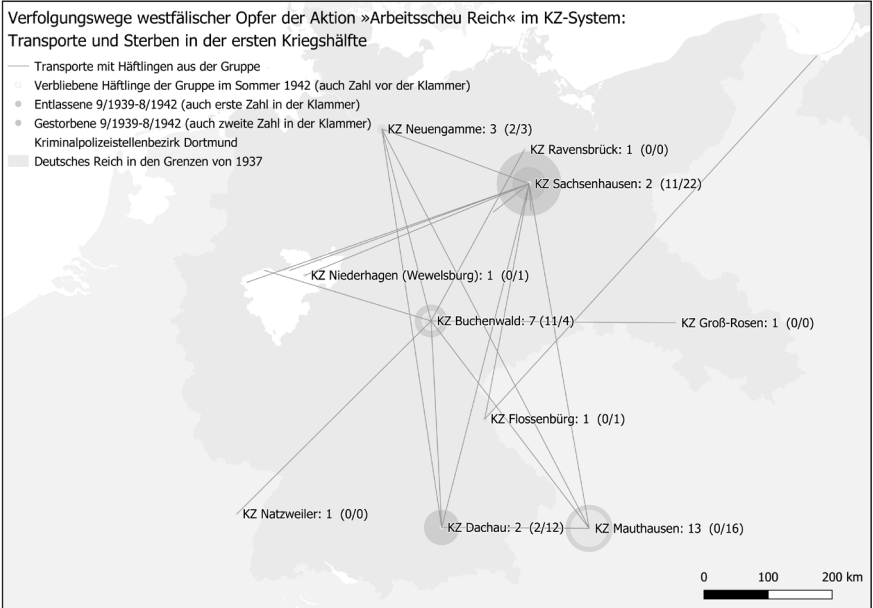 Verfolgungswege westfälischer Opfer der Aktion »Arbeitsscheu Reich« im KZ-System:
Transporte und Sterben in der ersten Kriegshälfte
Transporte mit Häftlingen aus der Gruppe
Verbliebene Häftlinge der Gruppe im Sommer 1942 (auch Zahl vor der Klammer)
Entlassene 9/1939-8/1942 (auch erste Zahl in der Klammer)
Gestorbene 9/1939-8/1942 (auch zweite Zahl in der Klammer)
Kriminalpolizeistellenbezirk Dortmund
Deutsches Reich in den Grenzen von 1937
KZ Neuengamme: 3 (2/3)
KZ Ravensbrück: 1 (0/0)
KZ Sachsenhausen: 2 (11/22)
KZ Niederhagen (Wewelsburg): 1 (0/1)
KZ Buchenwald: 7 (11/4)
KZ Groß-Rosen: 1 (0/0)
KZ Flossenbürg: 1 (0/1)
KZ Natzweiler: 1 (0/0)
KZ Dachau: 2 (2/12)
KZ Mauthausen: 13 (0/16)
0 100 200 km